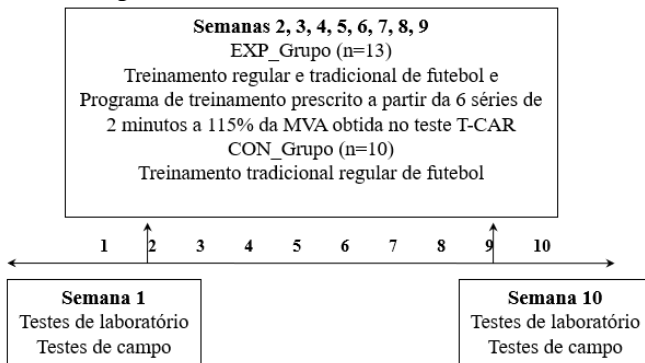 Semanas 2, 3, 4, 5, 6, 7, 8, 9
EXP_Grupo (n=13)
Treinamento regular e tradicional de futebol e
Programa de treinamento prescrito a partir da 6 séries de
2 minutos a 115% da MVA obtida no teste T-CAR
CON_Grupo (n=10)
Treinamento tradicional regular de futebol
1 2 3 4 5 6 7 8 9 10
Semana 1
Testes de laboratório
Testes de campo
Semana 10
Testes de laboratório
Testes de campo